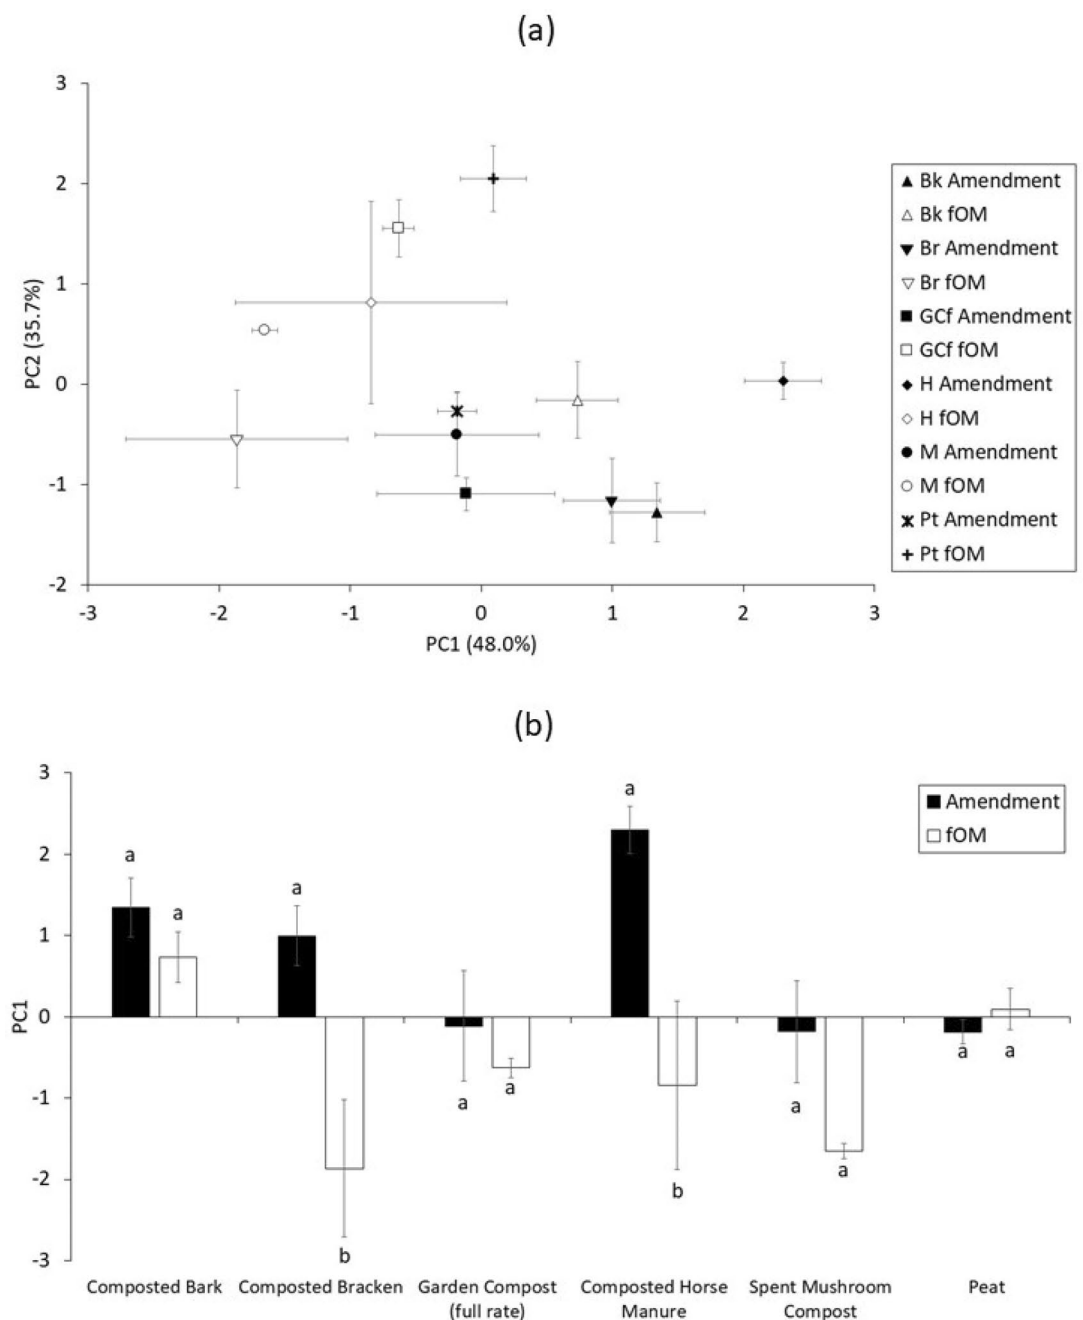 (a)
3
2
1
0
-1
-2
PC2 (35.7%)
-3
-2
-1
0
1
2
3
PC1 (48.0%)
Bk Amendment
Bk fOM
Br Amendment
Br fOM
GCf Amendment
GCf fOM
H Amendment
H fOM
M Amendment
M fOM
Pt Amendment
Pt fOM
(b)
3
2
1
0
-1
-2
-3
PC1
Amendment
fOM
a
a
a
b
a
a
a
b
a
a
a
a
Composted Bark
Composted Bracken
Garden Compost
(full rate)
Composted Horse
Manure
Spent Mushroom
Compost
Peat